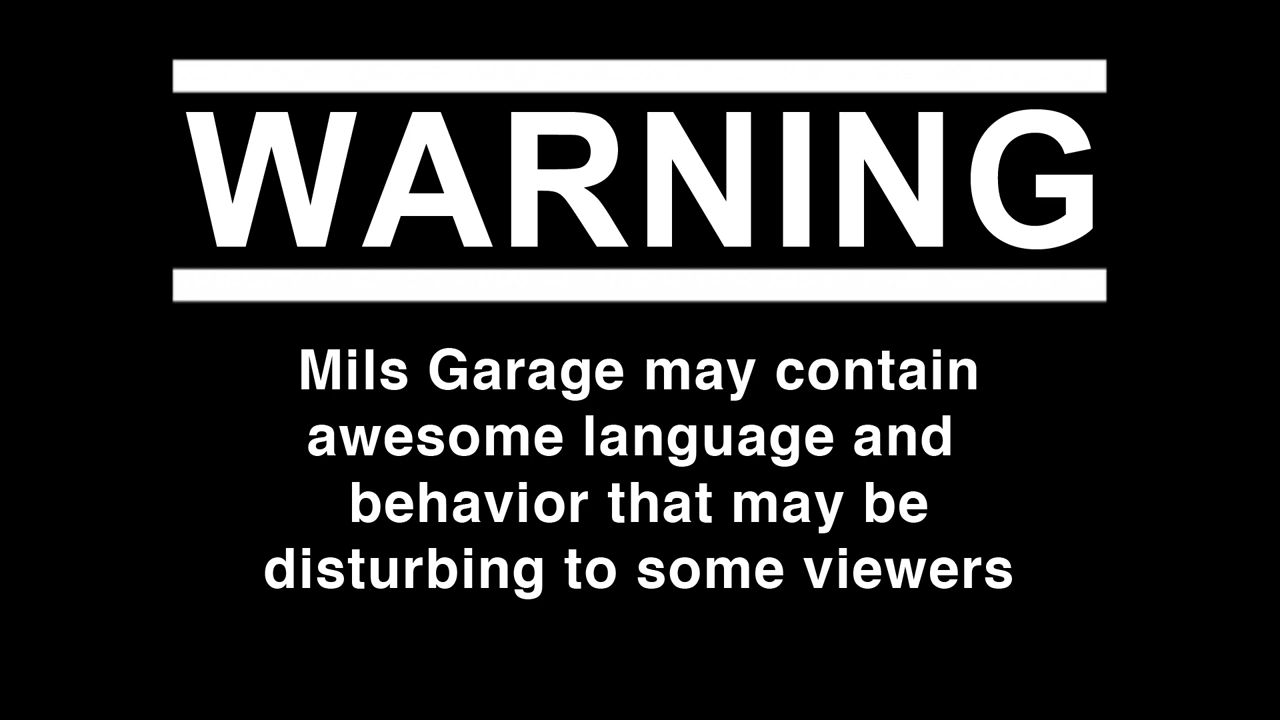 WARNING
Mils Garage may contain
awesome language and
behavior that may be
disturbing to some viewers